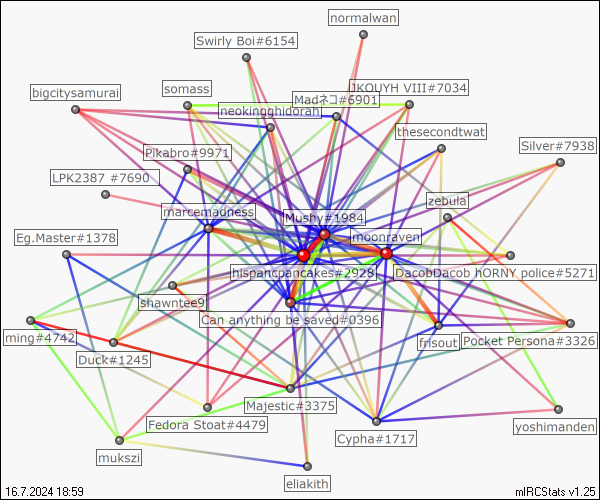 normalwan
Swirly Boi#6154
JKOUYH VIII#7034
somass
bigcitysamurai
Madネコ#6901
neokingghidorah
thesecondtwat
Silver#7938
Pikabro#9971
LPK2387 #7690
zebula
marcemadness
Mushy#1984
moonraven
Eg.Master#1378
hispancpancakes#2928
DacobDacob hORNY police#5271
shawntee9
Can anything be saved#0396
ming#4742
frisout
Pocket Persona#3326
Duck#1245
Majestic#3375
Fedora Stoat#4479
yoshimanden
Cypha#1717
mukszi
eliakith
16.7.2024 18:59
mIRCStats v1.25